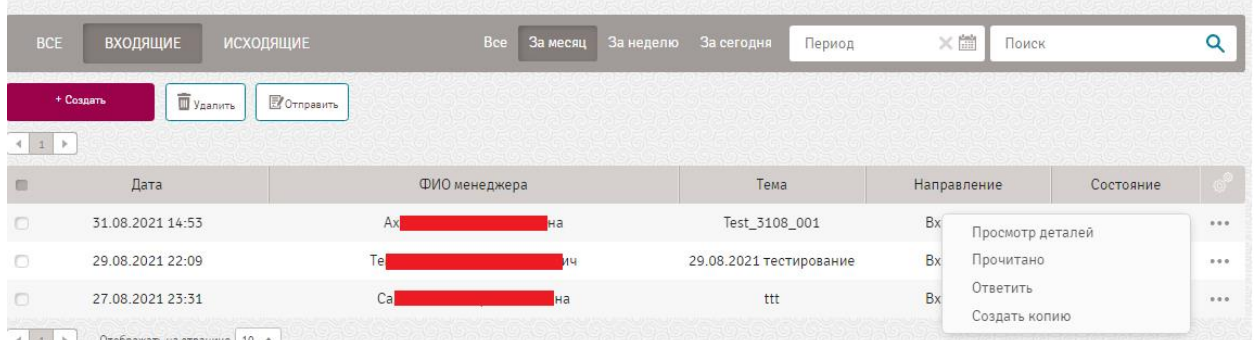 ВСЕ ВХОДЯЩИЕ ИСХОДЯЩИЕ Все За месяц За неделю За сегодня Период Поиск
+ Создать Удалить Отправить
1
Дата ФИО менеджера Тема Направление Состояние
31.08.2021 14:53 Ах на Test_3108_001 Вх
Просмотр деталей
29.08.2021 22:09 Те ич 29.08.2021 тестирование Вх
Прочитано
Ответить
27.08.2021 23:31 Са на ttt Вх
Создать копию
1 Отображать на странице 10